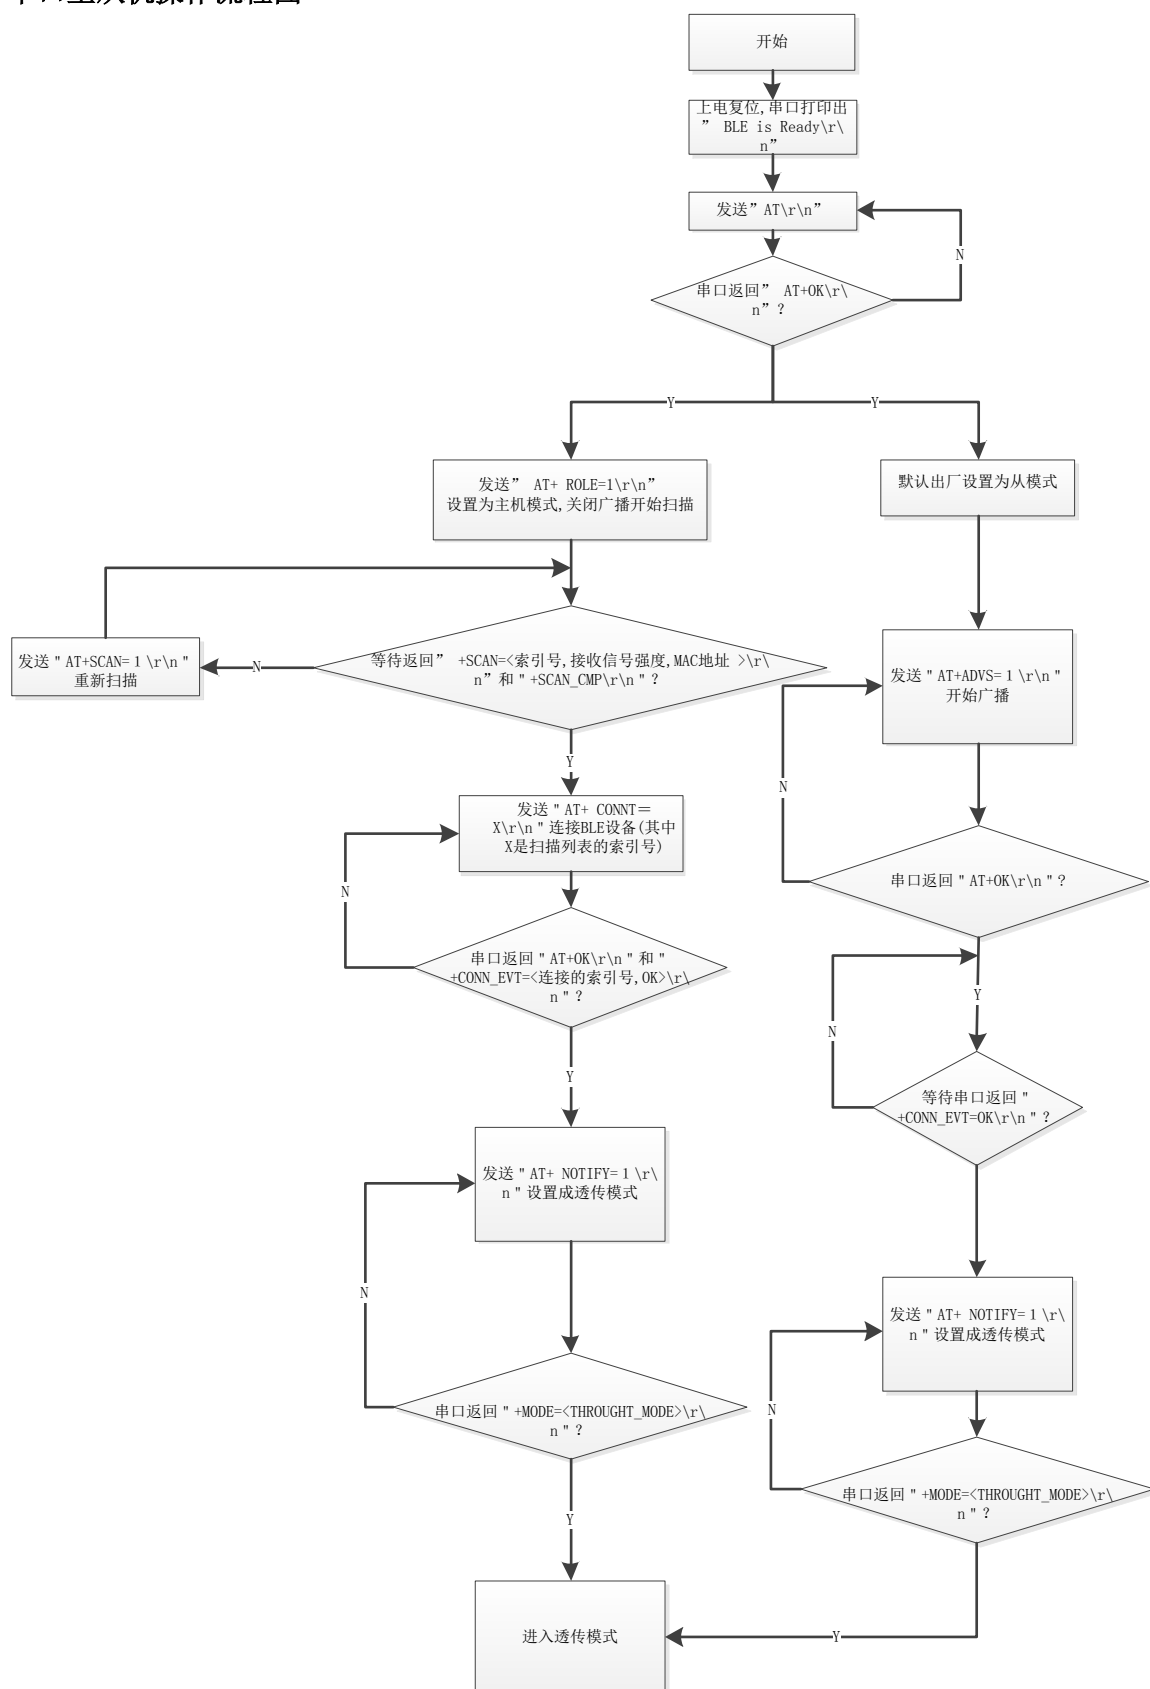 开始
上电复位,串口打印出
” BLE is Ready\r\
n”
发送”AT\r\n”
N
串口返回” AT+OK\r\
n”?
Y
Y
发送” AT+ ROLE=1\r\n”
设置为主机模式,关闭广播开始扫描
默认出厂设置为从模式
发送"AT+SCAN=1\r\n"
重新扫描
N
等待返回” +SCAN=<索引号,接收信号强度,MAC地址 >\r\
n”和"+SCAN_CMP\r\n"?
发送"AT+ADVS=1\r\n"
开始广播
Y
N
发送"AT+ CONNT=
X\r\n"连接BLE设备(其中
X是扫描列表的索引号)
N
串口返回"AT+OK\r\n"?
串口返回"AT+OK\r\n"和"
+CONN_EVT=<连接的索引号,OK>\r\
n"?
Y
N
Y
等待串口返回"
+CONN_EVT=OK\r\n"?
发送"AT+ NOTIFY=1\r\
n"设置成透传模式
N
发送"AT+ NOTIFY=1\r\
n"设置成透传模式
N
串口返回"+MODE=<THROUGHT_MODE>\r\
n"?
串口返回"+MODE=<THROUGHT_MODE>\r\
n"?
Y
进入透传模式
Y